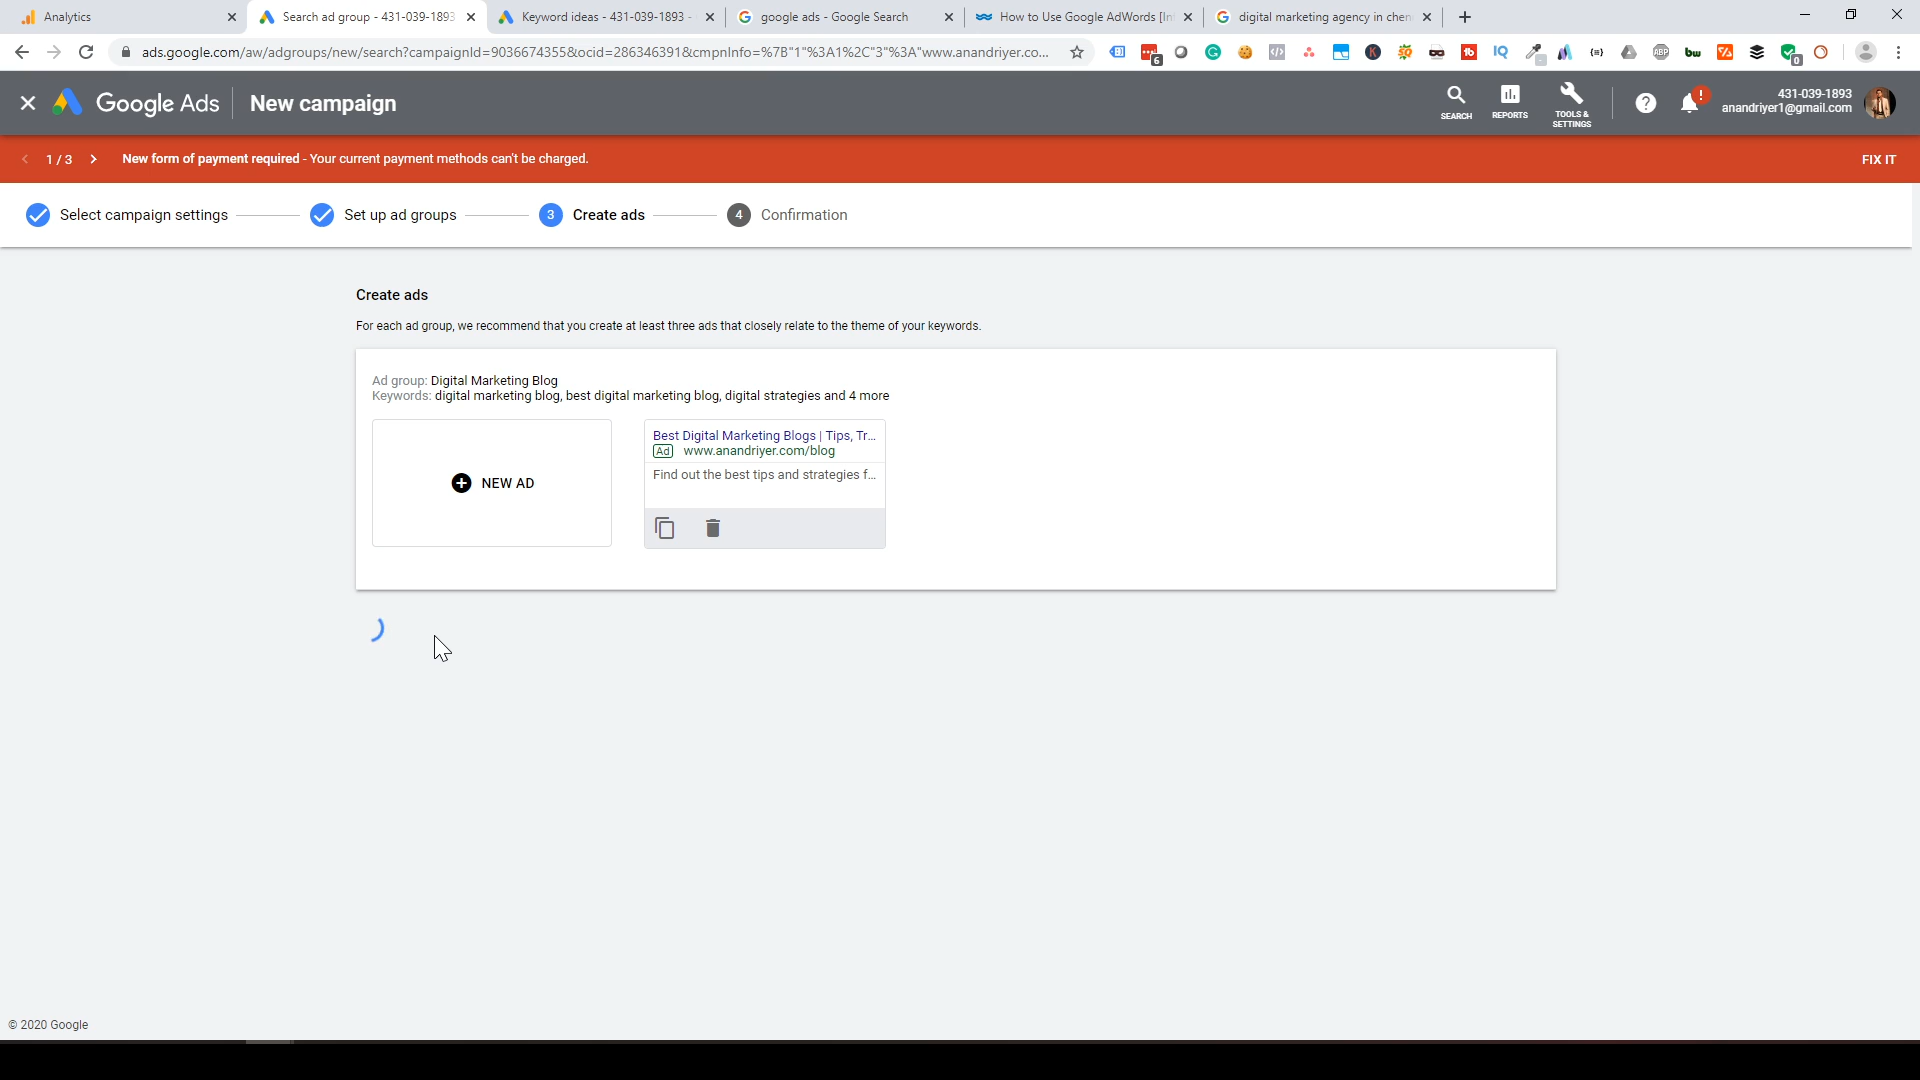 Analytics
Search ad group - 431-039-1893
Keyword ideas - 431-039-1893 -
google ads - Google Search
How to Use Google AdWords [In
digital marketing agency in chen
ads.google.com/aw/adgroups/new/search?campaignId=9036674355&ocid=286346391&cmpnInfo=%7B"1"%3A1%2C"3"%3A"www.anandriyer.co...
6
ABP
bw
0
Google Ads
New campaign
SEARCH
REPORTS
TOOLS &
SETTINGS
?
!
431-039-1893
anandriyer1@gmail.com
1 / 3
New form of payment required - Your current payment methods can't be charged.
FIX IT
Select campaign settings
Set up ad groups
3
Create ads
4
Confirmation
Create ads
For each ad group, we recommend that you create at least three ads that closely relate to the theme of your keywords.
Ad group: Digital Marketing Blog
Keywords: digital marketing blog, best digital marketing blog, digital strategies and 4 more
NEW AD
Best Digital Marketing Blogs | Tips, Tr...
Ad www.anandriyer.com/blog
Find out the best tips and strategies f...
© 2020 Google